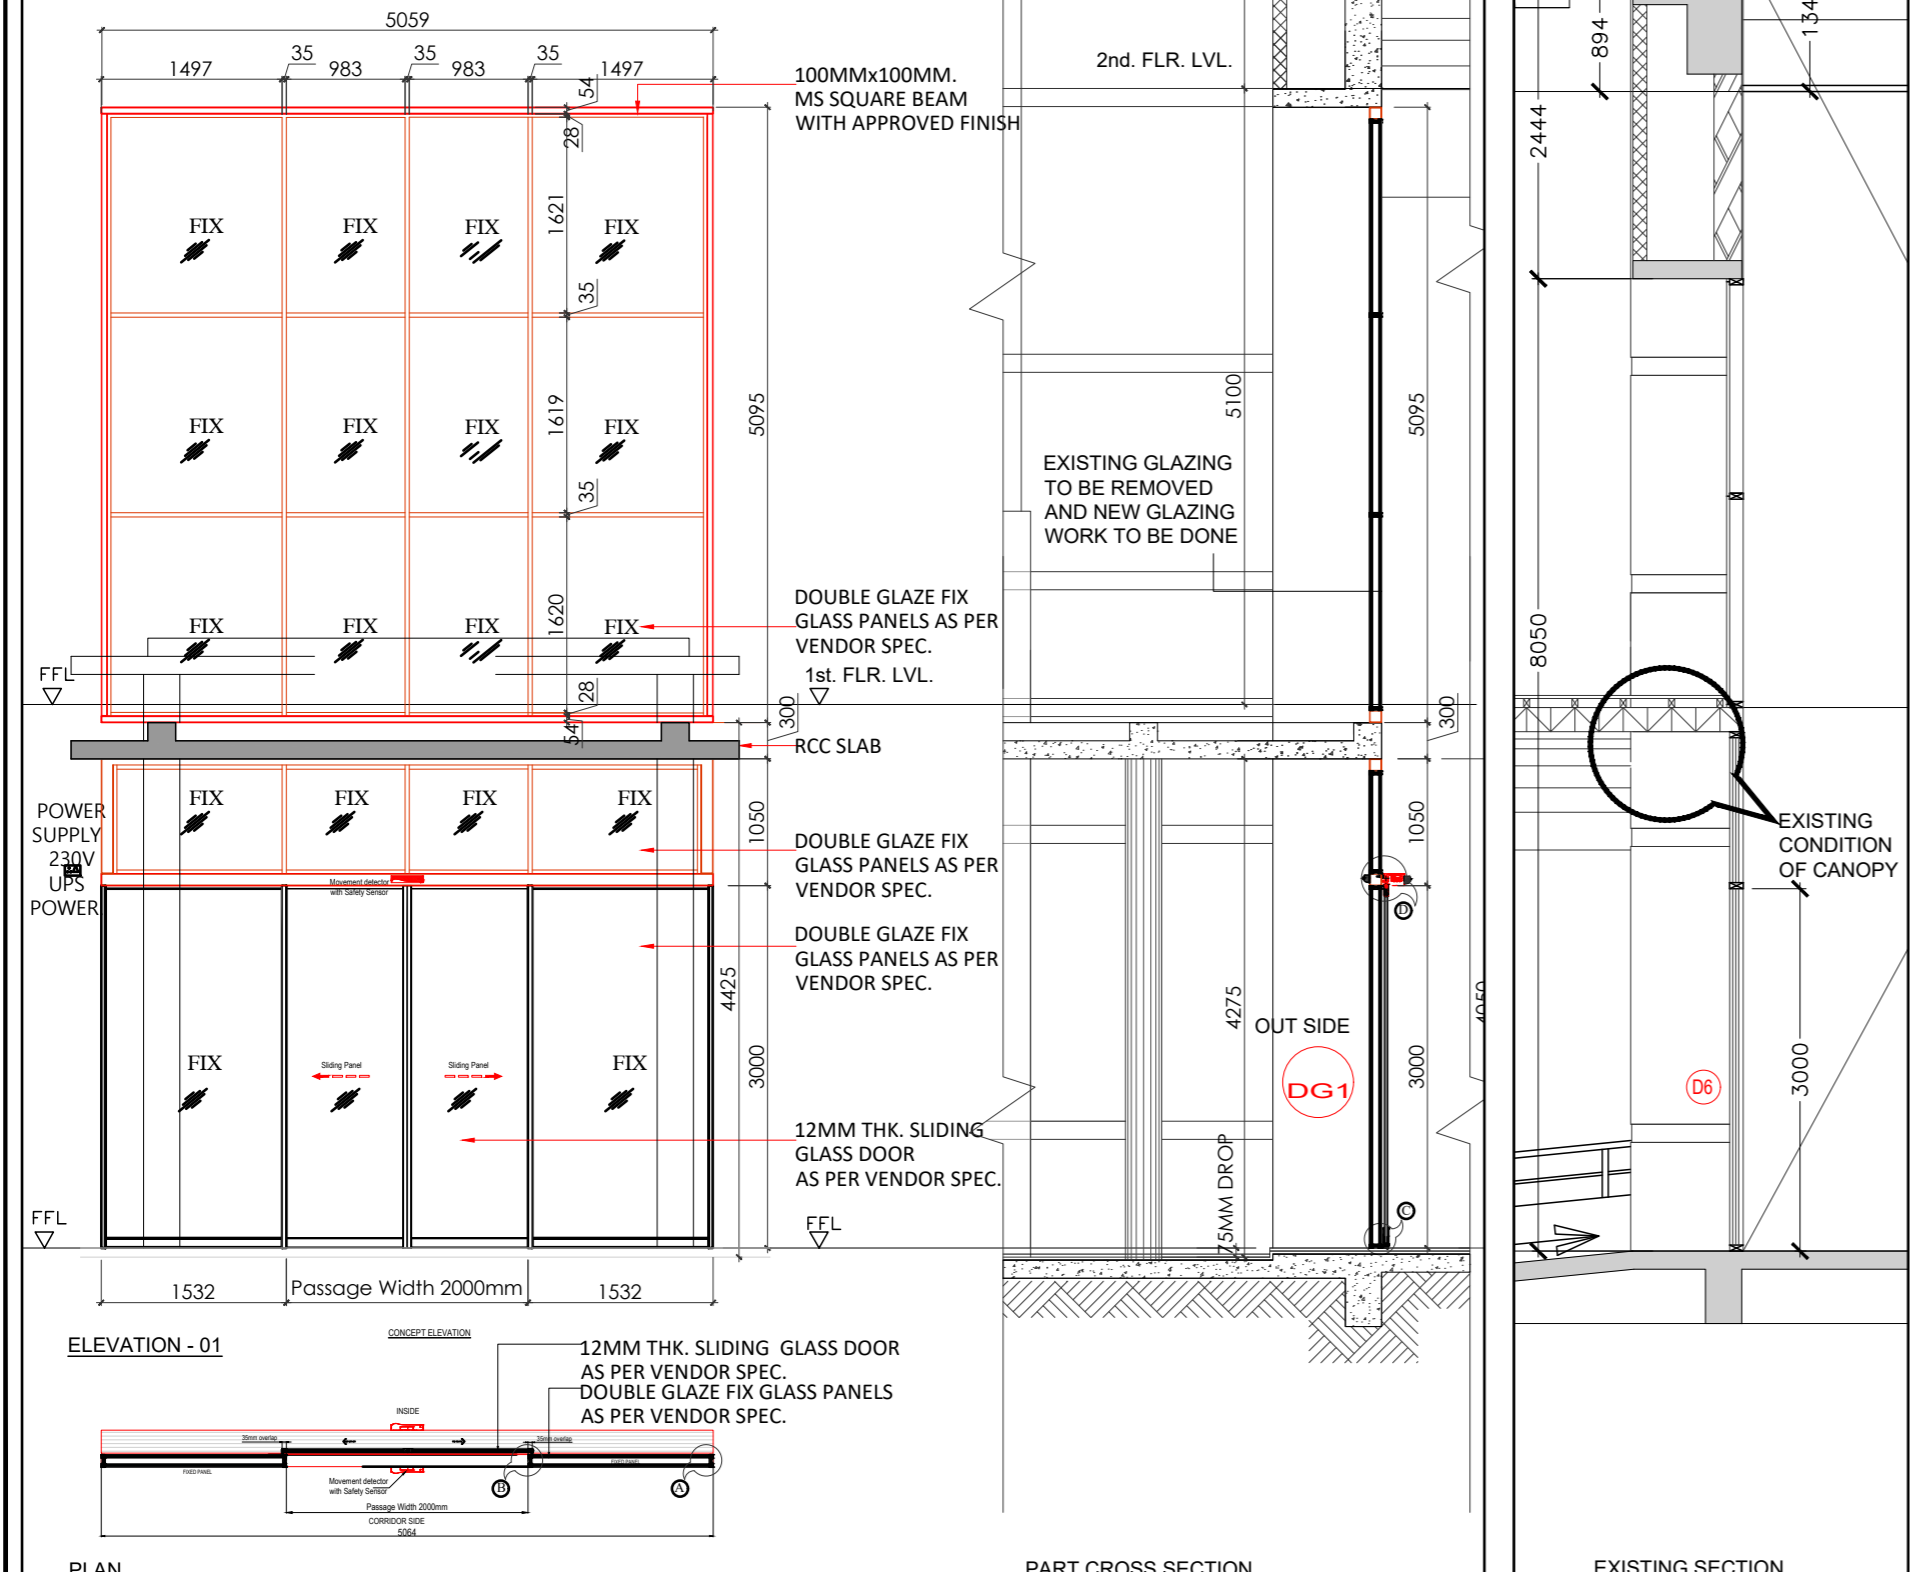 5059
35
35
35
1497
983
983
1497
54
28
100MMx100MM.
MS SQUARE BEAM
WITH APPROVED FINISH
FIX
FIX
FIX
FIX
1621
35
FIX
FIX
FIX
FIX
1619
5095
35
FIX
FIX
FIX
FIX
1620
DOUBLE GLAZE FIX
GLASS PANELS AS PER
VENDOR SPEC.
FFL
1st. FLR. LVL.
28
54
300
RCC SLAB
FIX
FIX
FIX
FIX
1050
POWER
SUPPLY
230V
UPS
POWER
Movement detector
with Safety Sensor
DOUBLE GLAZE FIX
GLASS PANELS AS PER
VENDOR SPEC.
DOUBLE GLAZE FIX
GLASS PANELS AS PER
VENDOR SPEC.
4425
3000
FIX
Sliding Panel
Sliding Panel
FIX
12MM THK. SLIDING
GLASS DOOR
AS PER VENDOR SPEC.
FFL
FFL
1532
Passage Width 2000mm
1532
ELEVATION - 01
CONCEPT ELEVATION
12MM THK. SLIDING GLASS DOOR
AS PER VENDOR SPEC.
DOUBLE GLAZE FIX GLASS PANELS
AS PER VENDOR SPEC.
INSIDE
35mm overlap
35mm overlap
FIXED PANEL
FIXED PANEL
Movement detector
with Safety Sensor
B
A
Passage Width 2000mm
CORRIDOR SIDE
5064
PLAN
2nd. FLR. LVL.
5100
5095
EXISTING GLAZING
TO BE REMOVED
AND NEW GLAZING
WORK TO BE DONE
300
1050
D
4275
OUT SIDE
DG1
3000
75MM DROP
C
4050
PART CROSS SECTION
894
134
2444
8050
EXISTING
CONDITION
OF CANOPY
D6
3000
EXISTING SECTION